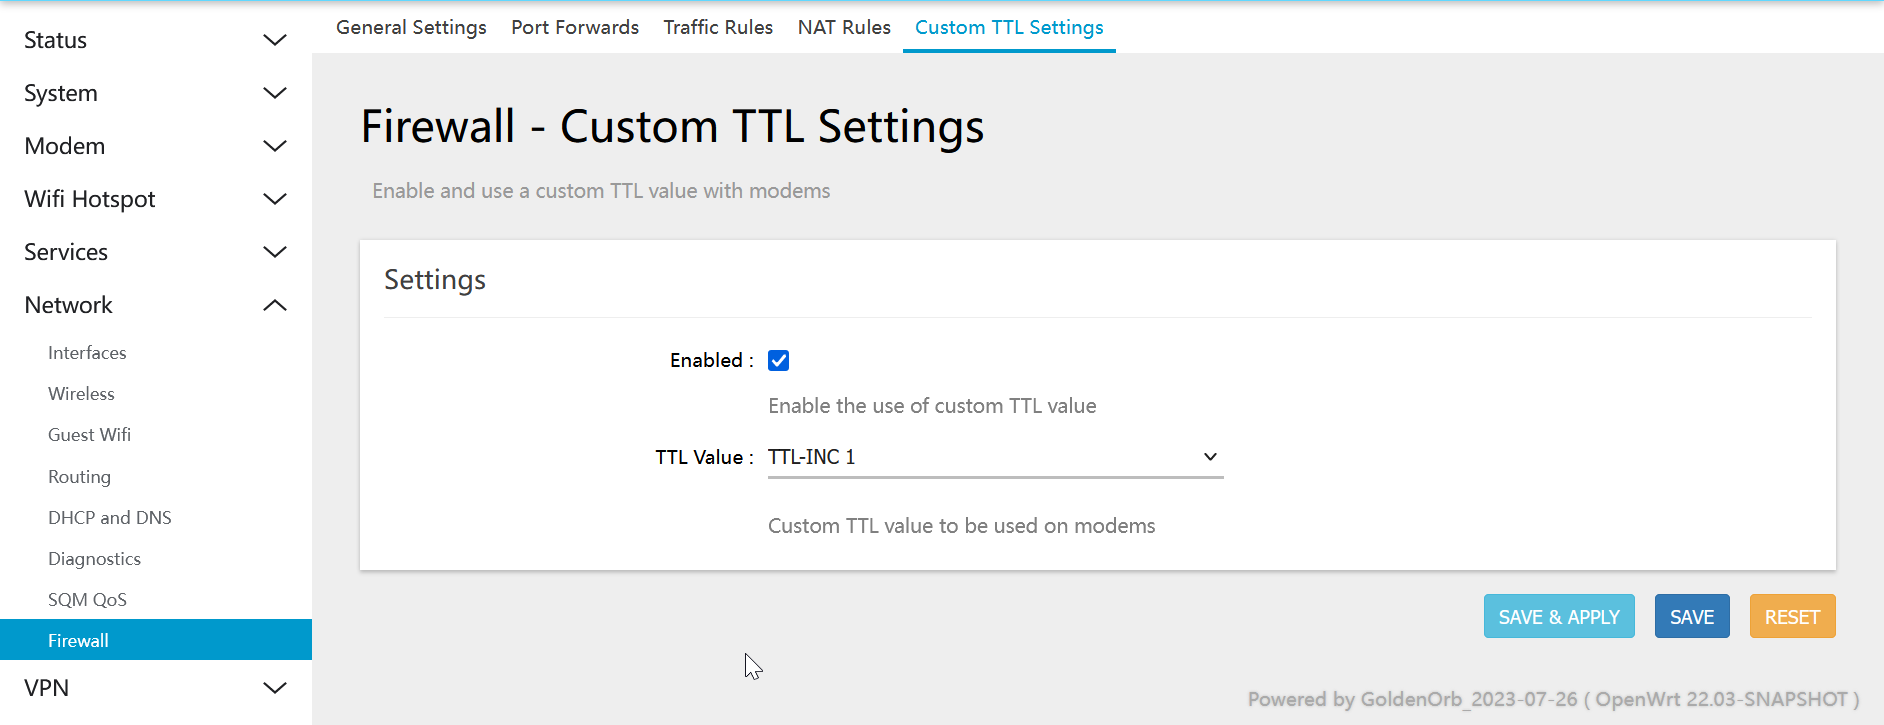 General Settings Port Forwards Traffic Rules NAT Rules Custom TTL Settings
Status
System
Modem
Wifi Hotspot
Services
Network
Interfaces
Wireless
Guest Wifi
Routing
DHCP and DNS
Diagnostics
SQM QoS
Firewall
VPN
Firewall - Custom TTL Settings
Enable and use a custom TTL value with modems
Settings
Enabled :
Enable the use of custom TTL value
TTL Value : TTL-INC 1
Custom TTL value to be used on modems
SAVE & APPLY SAVE RESET
Powered by GoldenOrb_2023-07-26 ( OpenWrt 22.03-SNAPSHOT )